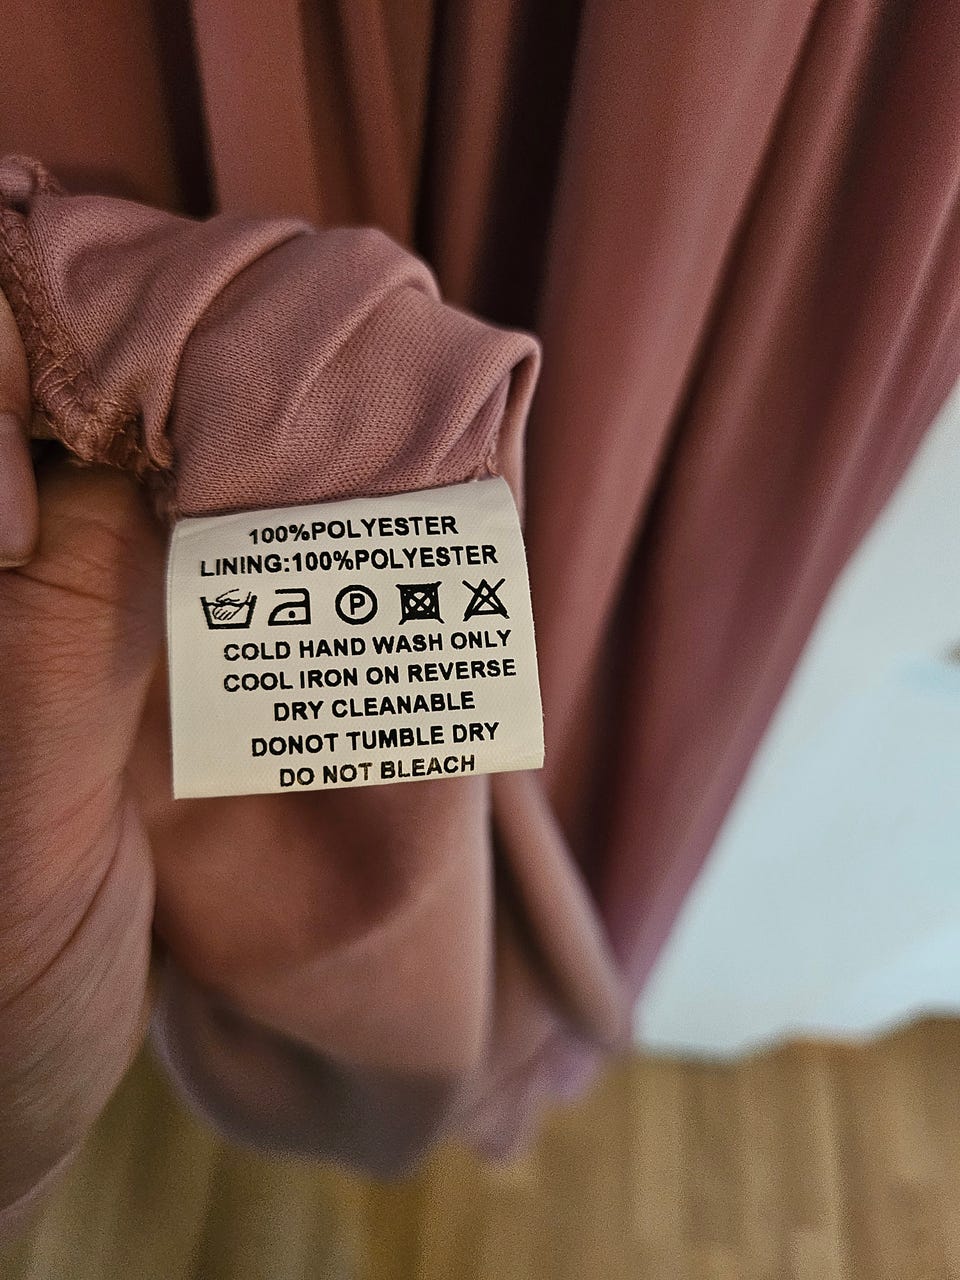 100%POLYESTER
LINING:100%POLYESTER
P
COLD HAND WASH ONLY
COOL IRON ON REVERSE
DRY CLEANABLE
DONOT TUMBLE DRY
DO NOT BLEACH